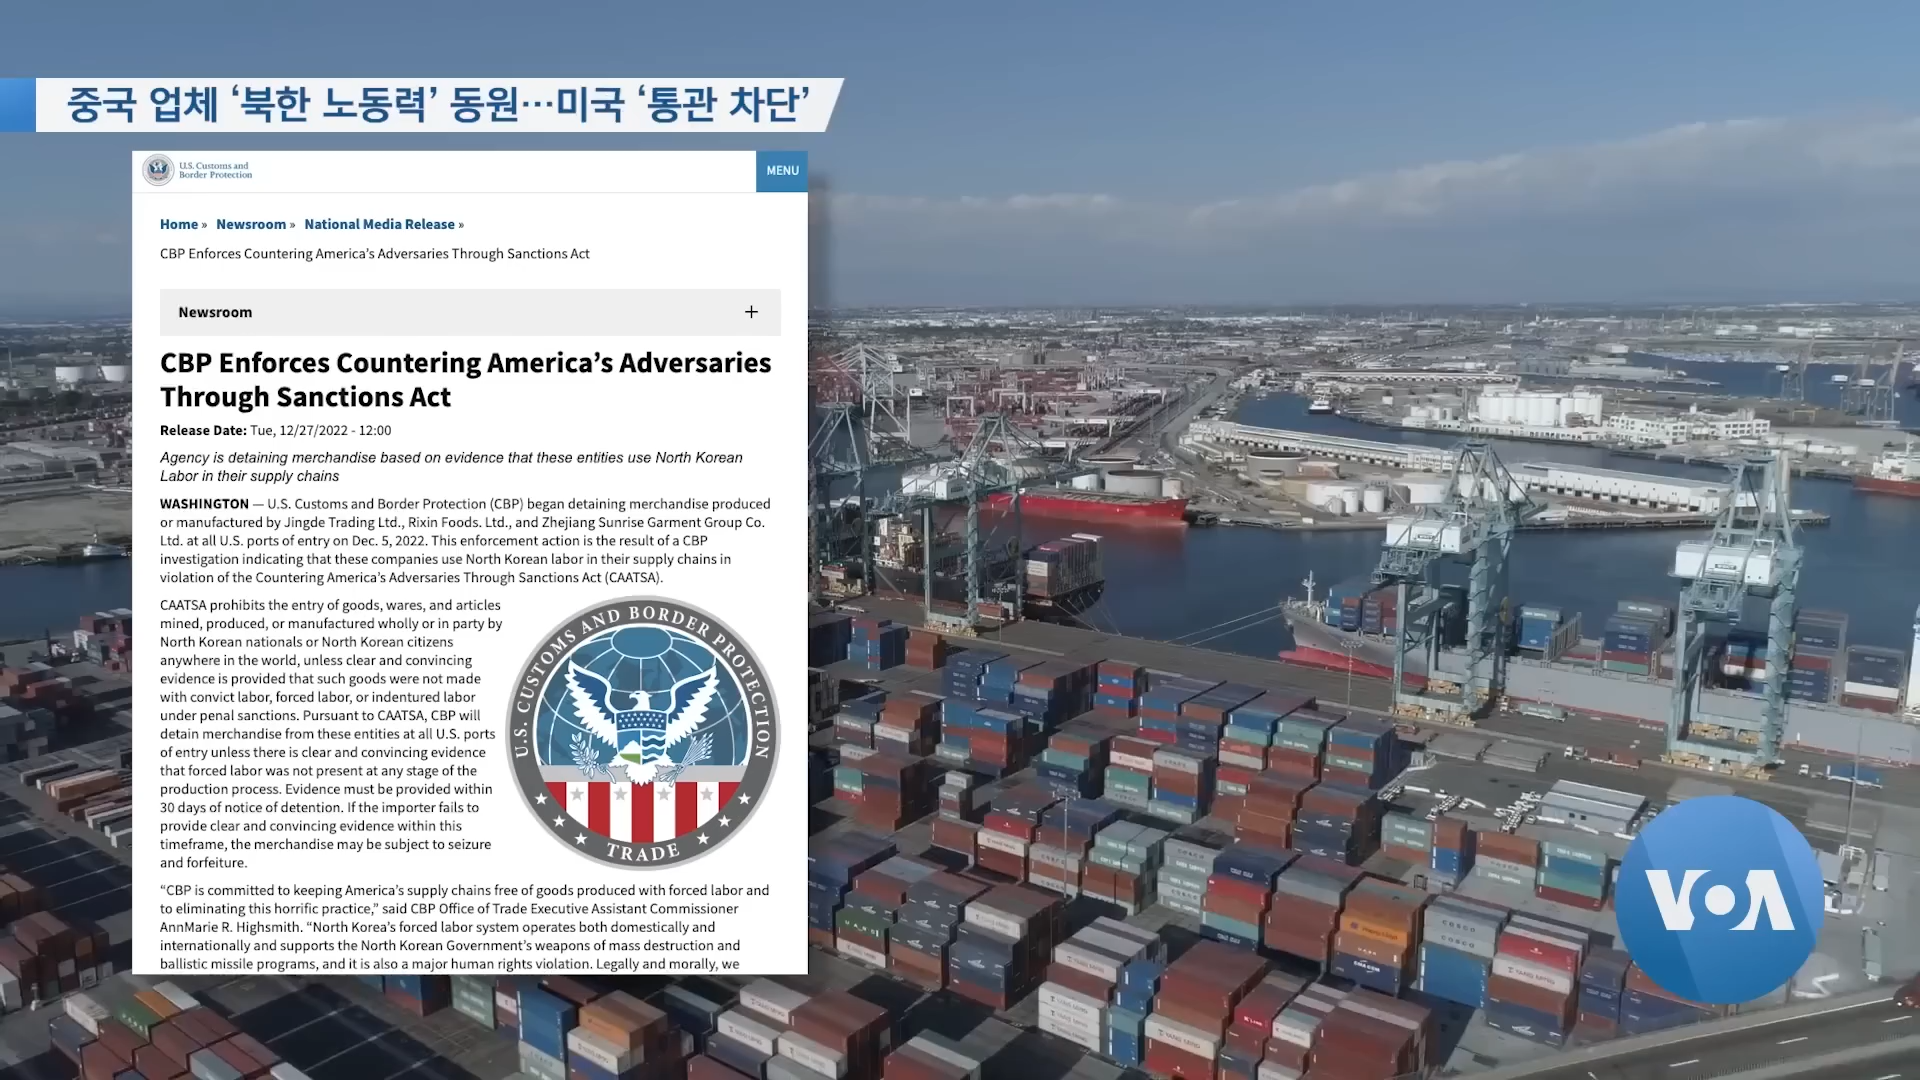 중국 업체 ‘북한 노동력’ 동원…미국 ‘통관 차단’
U.S. Customs and
Border Protection
MENU
Home » Newsroom » National Media Release »
CBP Enforces Countering America’s Adversaries Through Sanctions Act
Newsroom +
CBP Enforces Countering America’s Adversaries
Through Sanctions Act
Release Date: Tue, 12/27/2022 - 12:00
Agency is detaining merchandise based on evidence that these entities use North Korean
Labor in their supply chains
WASHINGTON — U.S. Customs and Border Protection (CBP) began detaining merchandise produced
or manufactured by Jingde Trading Ltd., Rixin Foods. Ltd., and Zhejiang Sunrise Garment Group Co.
Ltd. at all U.S. ports of entry on Dec. 5, 2022. This enforcement action is the result of a CBP
investigation indicating that these companies use North Korean labor in their supply chains in
violation of the Countering America’s Adversaries Through Sanctions Act (CAATSA).
CAATSA prohibits the entry of goods, wares, and articles
mined, produced, or manufactured wholly or in party by
North Korean nationals or North Korean citizens
anywhere in the world, unless clear and convincing
evidence is provided that such goods were not made
with convict labor, forced labor, or indentured labor
under penal sanctions. Pursuant to CAATSA, CBP will
detain merchandise from these entities at all U.S. ports
of entry unless there is clear and convincing evidence
that forced labor was not present at any stage of the
production process. Evidence must be provided within
30 days of notice of detention. If the importer fails to
provide clear and convincing evidence within this
timeframe, the merchandise may be subject to seizure
and forfeiture.
U.S. CUSTOMS AND BORDER PROTECTION
TRADE
“CBP is committed to keeping America’s supply chains free of goods produced with forced labor and
to eliminating this horrific practice,” said CBP Office of Trade Executive Assistant Commissioner
AnnMarie R. Highsmith. “North Korea’s forced labor system operates both domestically and
internationally and supports the North Korean Government’s weapons of mass destruction and
ballistic missile programs, and it is also a major human rights violation. Legally and morally, we
VOA